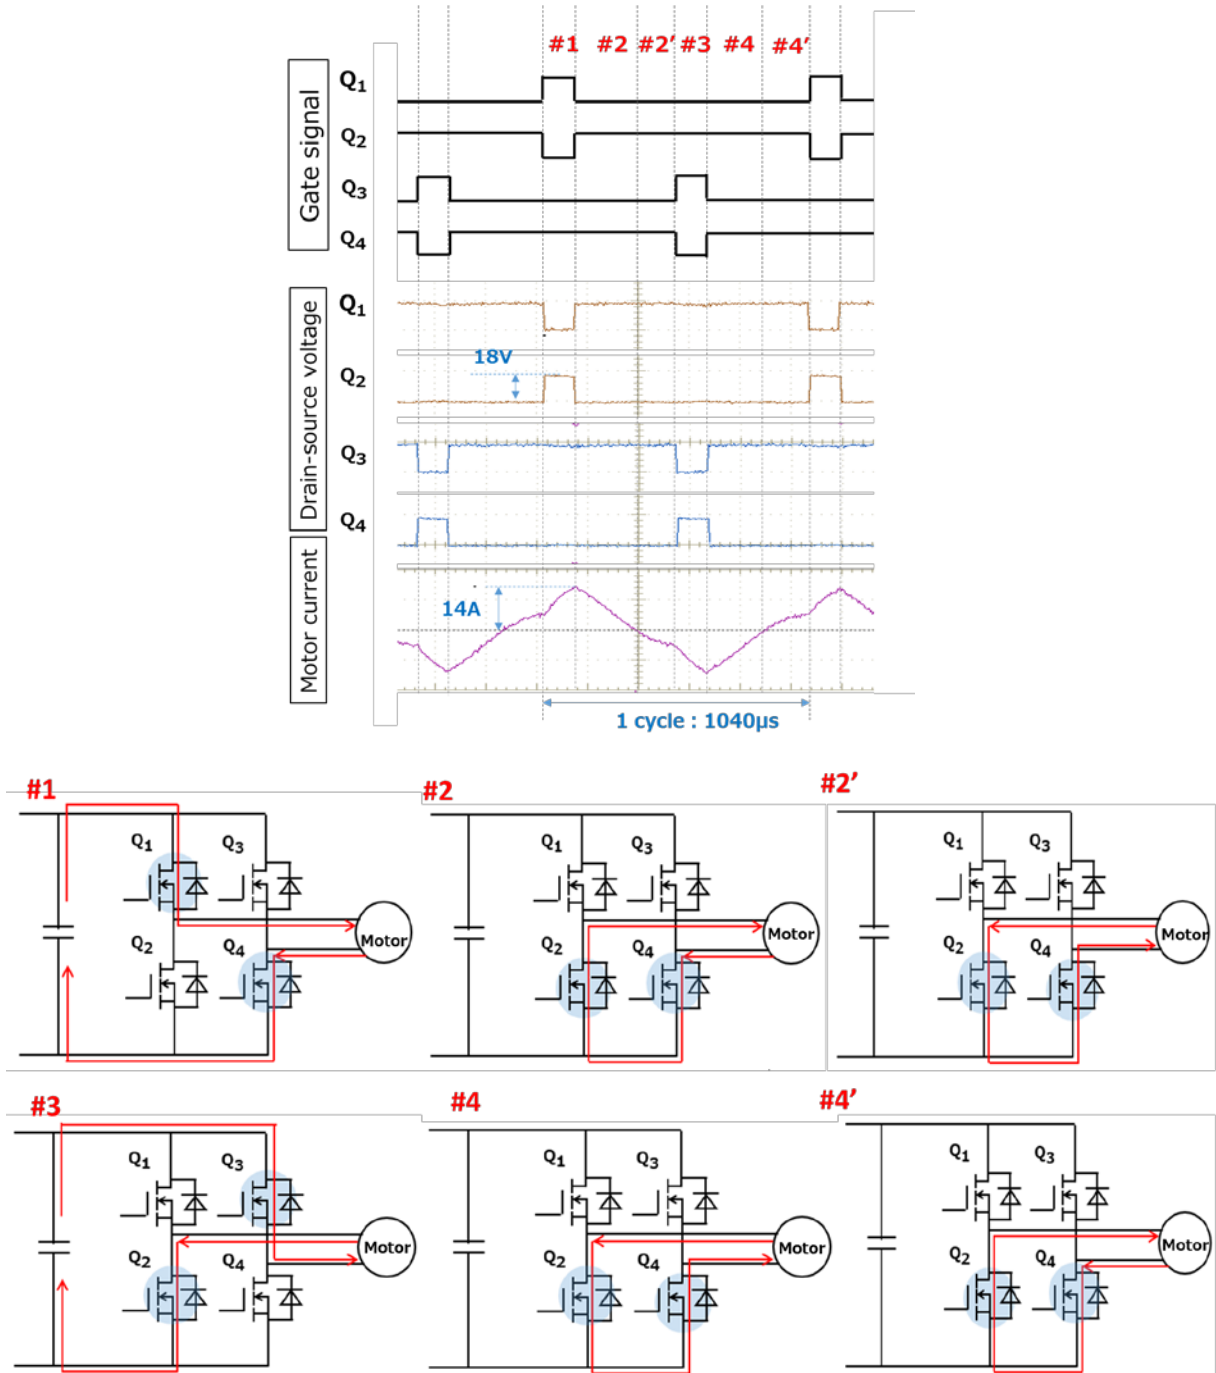 #1 #2 #2’ #3 #4 #4’
Gate signal
Q1
Q2
Q3
Q4
Drain-source voltage
Q1
18V
Q2
Q3
Q4
Motor current
14A
1 cycle : 1040μs
#1
Q1
Q3
Q2
Q4
Motor
#2
Q1
Q3
Q2
Q4
Motor
#2’
Q1
Q3
Q2
Q4
Motor
#3
Q1
Q3
Q2
Q4
Motor
#4
Q1
Q3
Q2
Q4
Motor
#4’
Q1
Q3
Q2
Q4
Motor